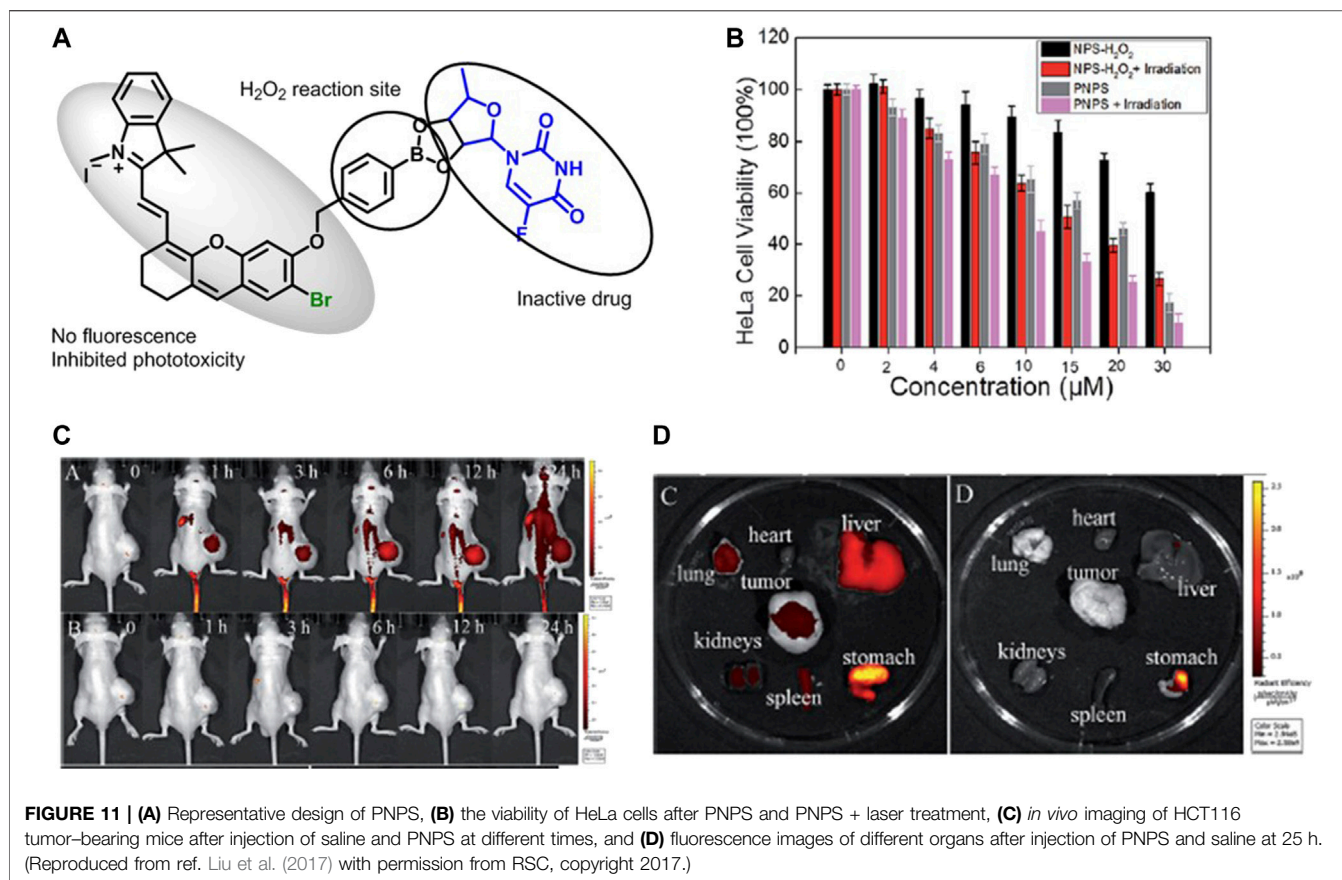 A
H₂O₂ reaction site
N
+
I⁻
O
O
Br
O
B
O
O
N
O
NH
O
F
No fluorescence
Inhibited phototoxicity
Inactive drug
B
NPS-H₂O₂
NPS-H₂O₂+ Irradiation
PNPS
PNPS + Irradiation
HeLa Cell Viability (100%)
120
100
80
60
40
20
0
0 2 4 6 10 15 20 30
Concentration (µM)
C
A 0 1 h 3 h 6 h 12 h 24 h
B 0 1 h 3 h 6 h 12 h 24 h
D
C
heart
liver
lung
tumor
kidneys
stomach
spleen
D
heart
lung
tumor
liver
kidneys
stomach
spleen
Radiant Efficiency
Color Scale
FIGURE 11 | (A) Representative design of PNPS, (B) the viability of HeLa cells after PNPS and PNPS + laser treatment, (C) in vivo imaging of HCT116
tumor–bearing mice after injection of saline and PNPS at different times, and (D) fluorescence images of different organs after injection of PNPS and saline at 25 h.
(Reproduced from ref. Liu et al. (2017) with permission from RSC, copyright 2017.)